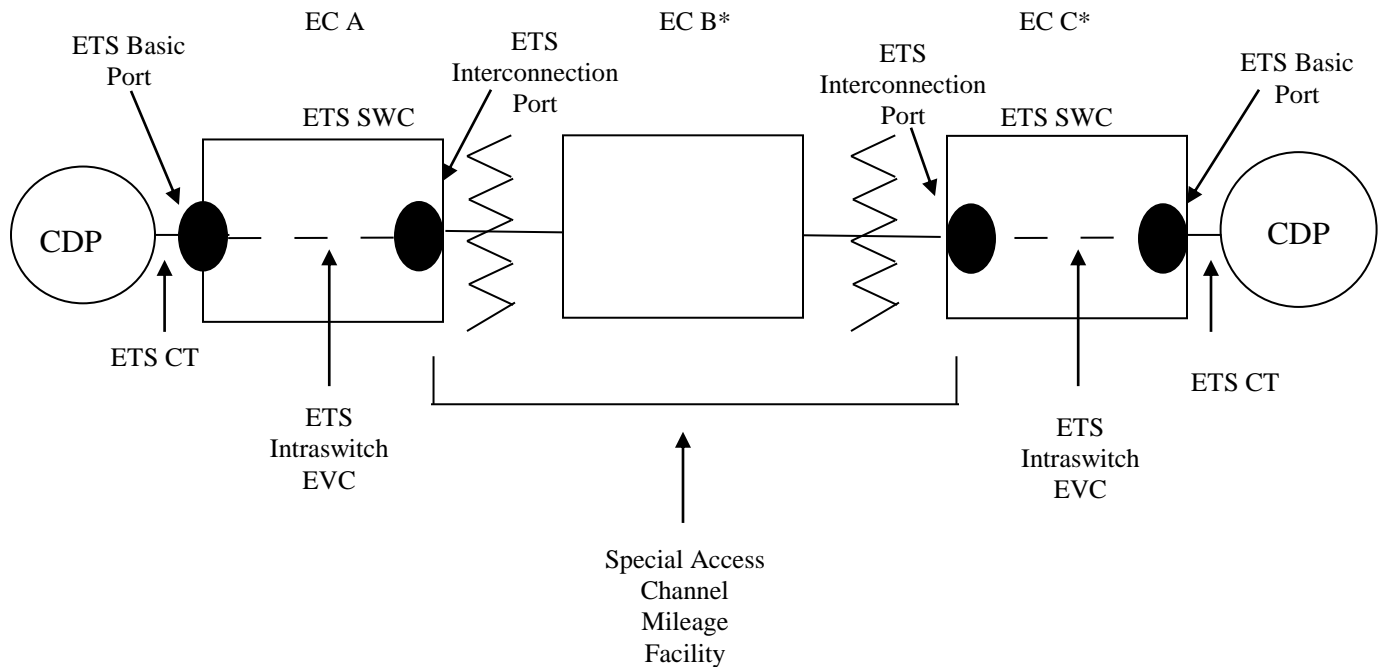 EC A
EC B*
EC C*
ETS Basic
Port
ETS
Interconnection
Port
ETS
Interconnection
Port
ETS Basic
Port
ETS SWC
ETS SWC
CDP
CDP
ETS CT
ETS
Intraswitch
EVC
ETS
Intraswitch
EVC
ETS CT
Special Access
Channel
Mileage
Facility